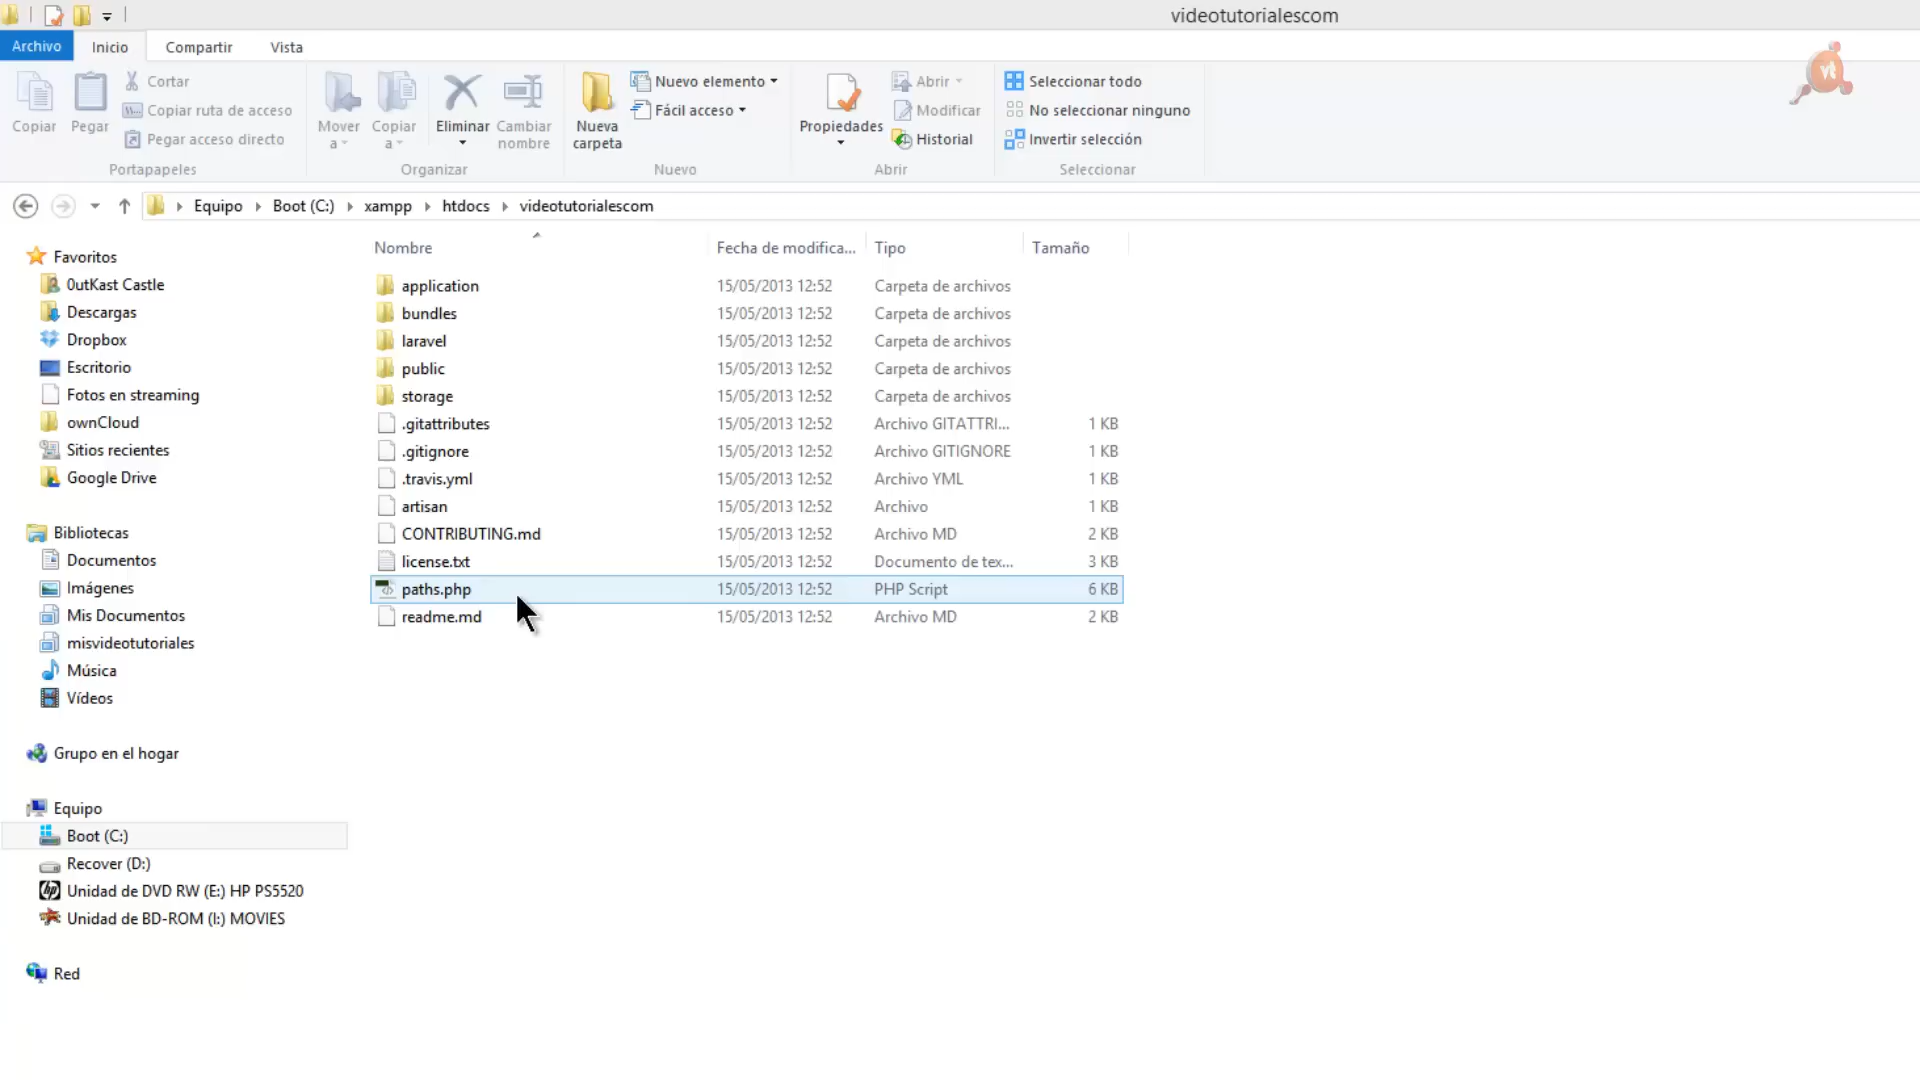 videotutorialescom
Archivo Inicio Compartir Vista
Copiar
Pegar
Cortar
Copiar ruta de acceso
Pegar acceso directo
Portapapeles
Mover a
Copiar a
Eliminar
Cambiar nombre
Organizar
Nueva carpeta
Nuevo elemento
Fácil acceso
Nuevo
Propiedades
Abrir
Modificar
Historial
Abrir
Seleccionar todo
No seleccionar ninguno
Invertir selección
Seleccionar
vt
Equipo Boot (C:) xampp htdocs videotutorialescom
Favoritos
0utKast Castle
Descargas
Dropbox
Escritorio
Fotos en streaming
ownCloud
Sitios recientes
Google Drive
Bibliotecas
Documentos
Imágenes
Mis Documentos
misvideotutoriales
Música
Vídeos
Grupo en el hogar
Equipo
Boot (C:)
Recover (D:)
Unidad de DVD RW (E:) HP PS5520
Unidad de BD-ROM (I:) MOVIES
Red
Nombre Fecha de modifica... Tipo Tamaño
application 15/05/2013 12:52 Carpeta de archivos
bundles 15/05/2013 12:52 Carpeta de archivos
laravel 15/05/2013 12:52 Carpeta de archivos
public 15/05/2013 12:52 Carpeta de archivos
storage 15/05/2013 12:52 Carpeta de archivos
.gitattributes 15/05/2013 12:52 Archivo GITATTRI... 1 KB
.gitignore 15/05/2013 12:52 Archivo GITIGNORE 1 KB
.travis.yml 15/05/2013 12:52 Archivo YML 1 KB
artisan 15/05/2013 12:52 Archivo 1 KB
CONTRIBUTING.md 15/05/2013 12:52 Archivo MD 2 KB
license.txt 15/05/2013 12:52 Documento de tex... 3 KB
paths.php 15/05/2013 12:52 PHP Script 6 KB
readme.md 15/05/2013 12:52 Archivo MD 2 KB